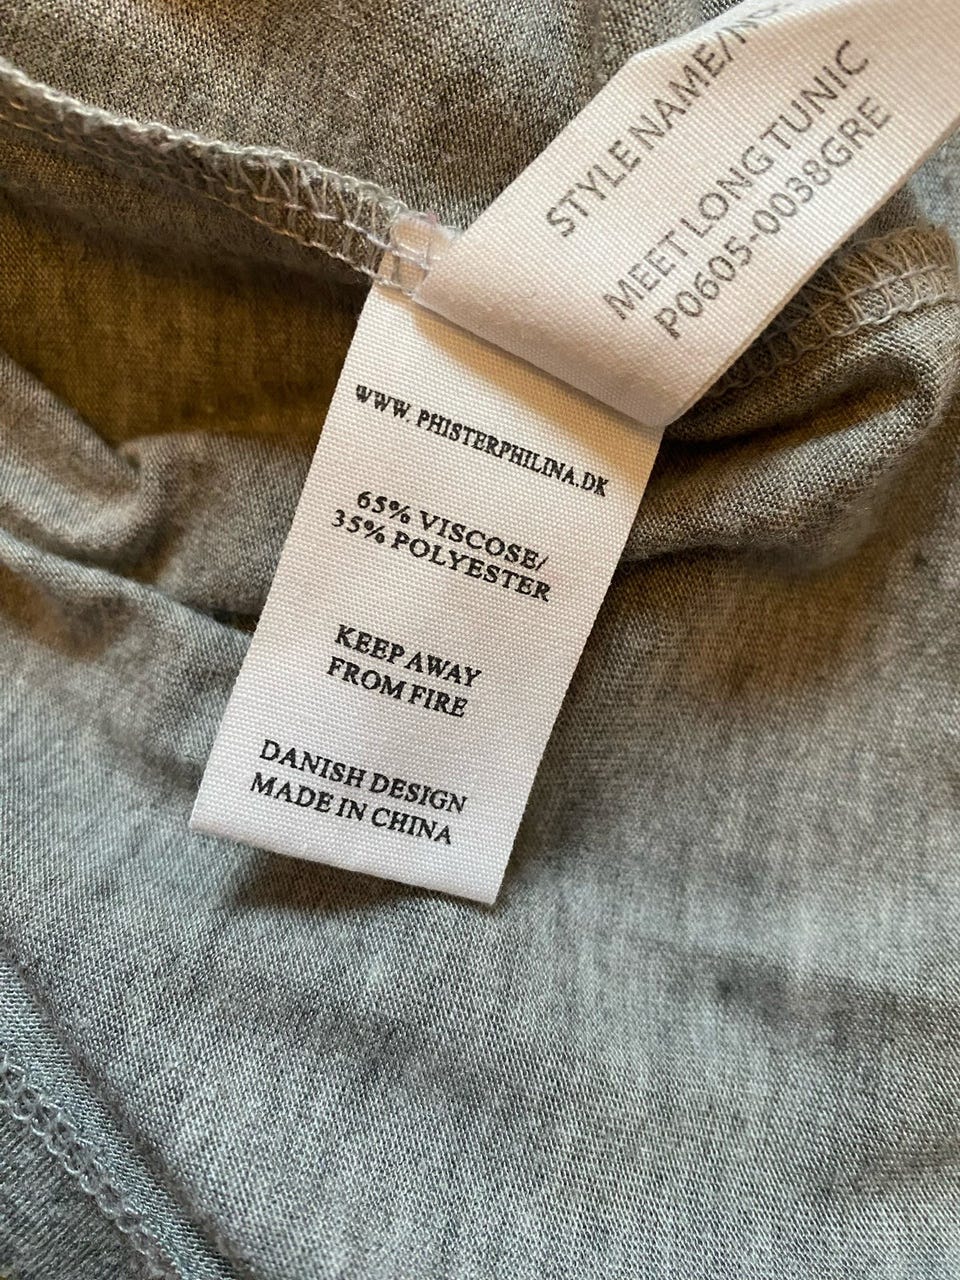 STYLE NAME/
MEET LONG TUNIC
P0605-0038GRE
WWW. PHISTERPHILINA.DK
65% VISCOSE/
35% POLYESTER
KEEP AWAY
FROM FIRE
DANISH DESIGN
MADE IN CHINA